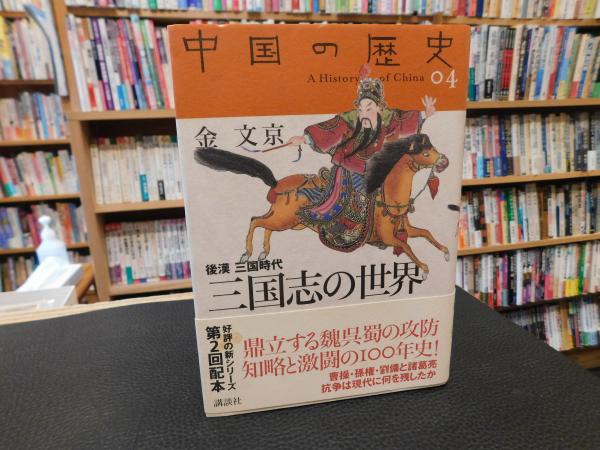 中国の歴史
A History of China 04
金 文京
後漢 三国時代
三国志の世界
好評の新シリーズ
第2回配本
鼎立する魏呉蜀の攻防
知略と激闘の100年史!
曹操・孫権・劉備と諸葛亮
抗争は現代に何を残したか
講談社